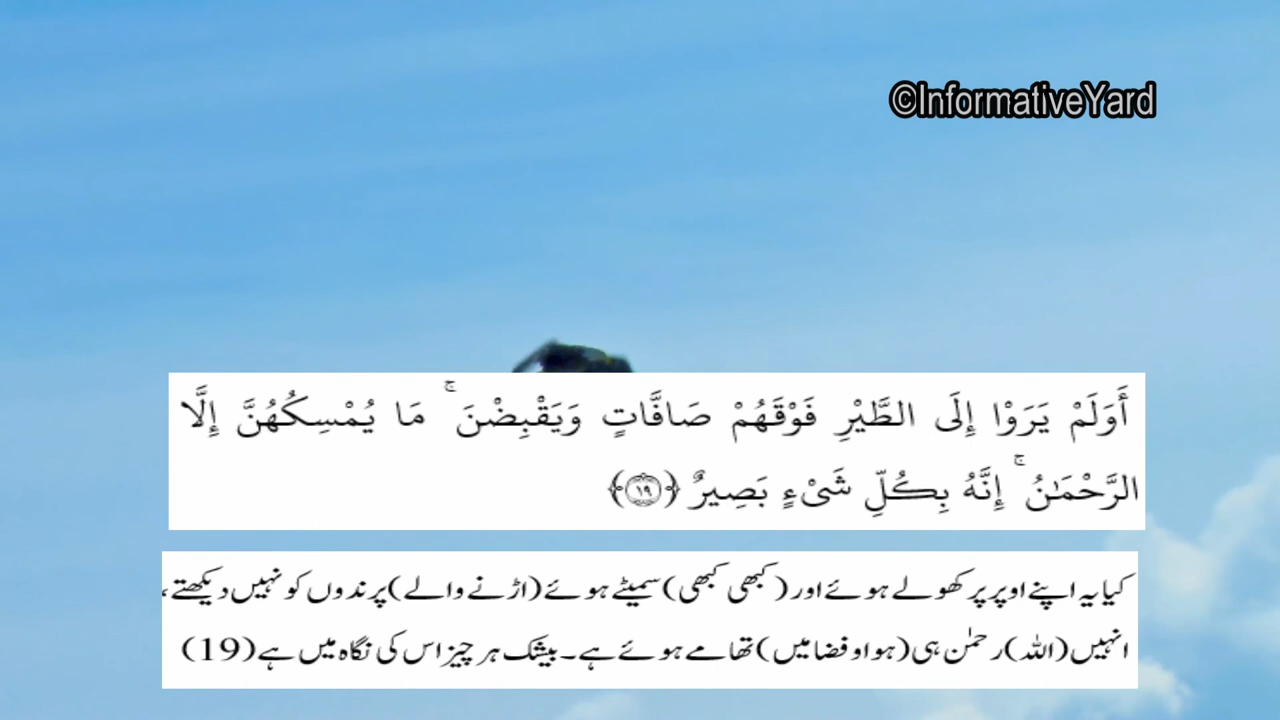 ©InformativeYard
أَوَلَمْ يَرَوْا إِلَى الطَّيْرِ فَوْقَهُمْ صَافَّاتٍ وَيَقْبِضْنَ ۚ مَا يُمْسِكُهُنَّ إِلَّا
الرَّحْمَـٰنُ ۚ إِنَّهُ بِكُلِّ شَيْءٍ بَصِيرٌ ﴿١٩﴾
کیا یہ اپنے اوپر پر کھولے ہوئے اور (کبھی کبھی) سمیٹے ہوئے (اڑنے والے) پرندوں کو نہیں دیکھتے،
انہیں (اللہ) رحمٰن ہی (ہوا و فضا میں) تھامے ہوئے ہے۔ بیشک ہر چیز اس کی نگاہ میں ہے (19)